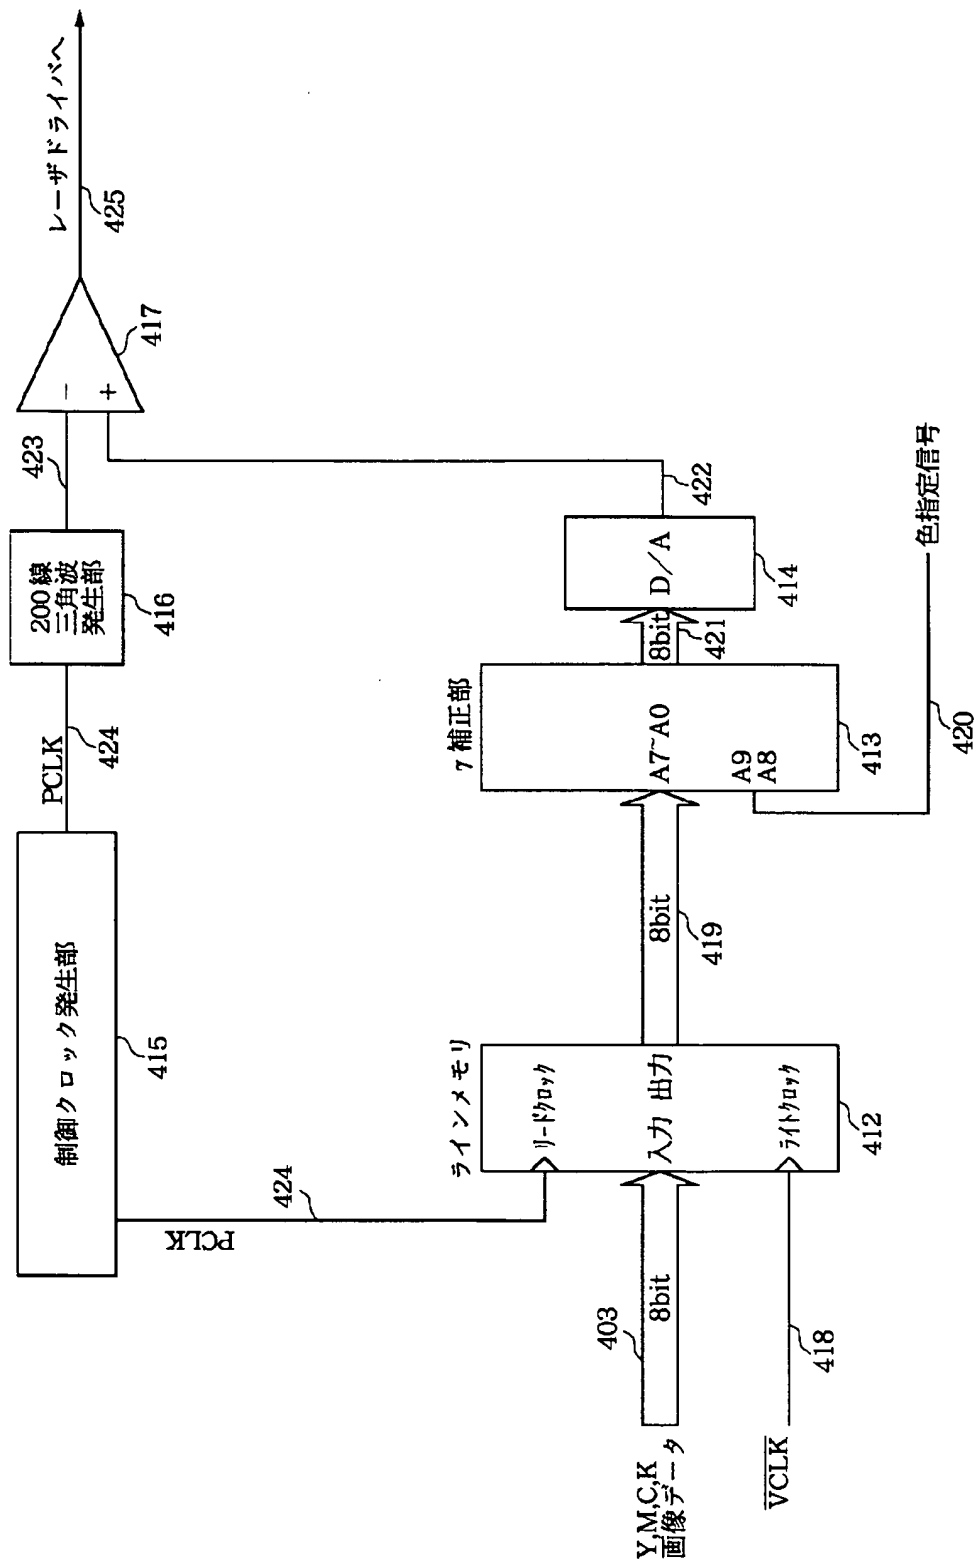 制御クロック発生部
415
PCLK
424
PCLK
424
200線
三角波
発生部
416
423
−
+
417
レーザドライバへ
425
Y,M,C,K
画像データ
403
8bit
VCLK
418
ラインメモリ
リードクロック
入力 出力
ライトクロック
412
8bit
419
γ補正部
A7~A0
A9
A8
413
8bit
421
D/A
414
422
420
色指定信号